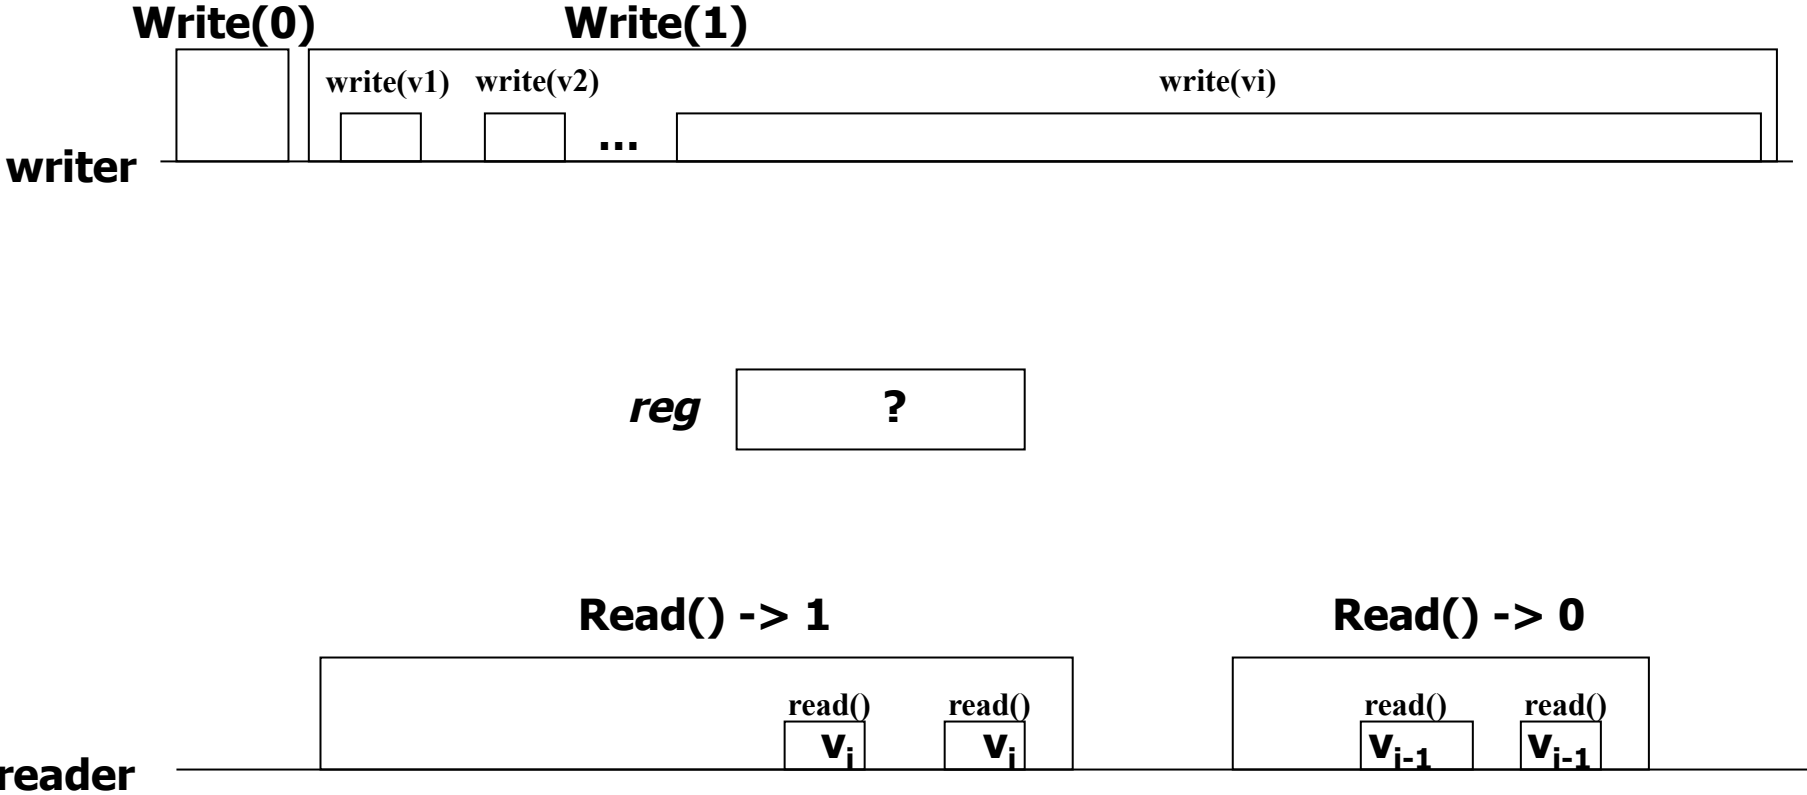 Write(0) Write(1)
write(v1) write(v2) write(vi)
...
writer
reg ?
Read() -> 1 Read() -> 0
read() read() read() read()
vi vi vi-1 vi-1
reader